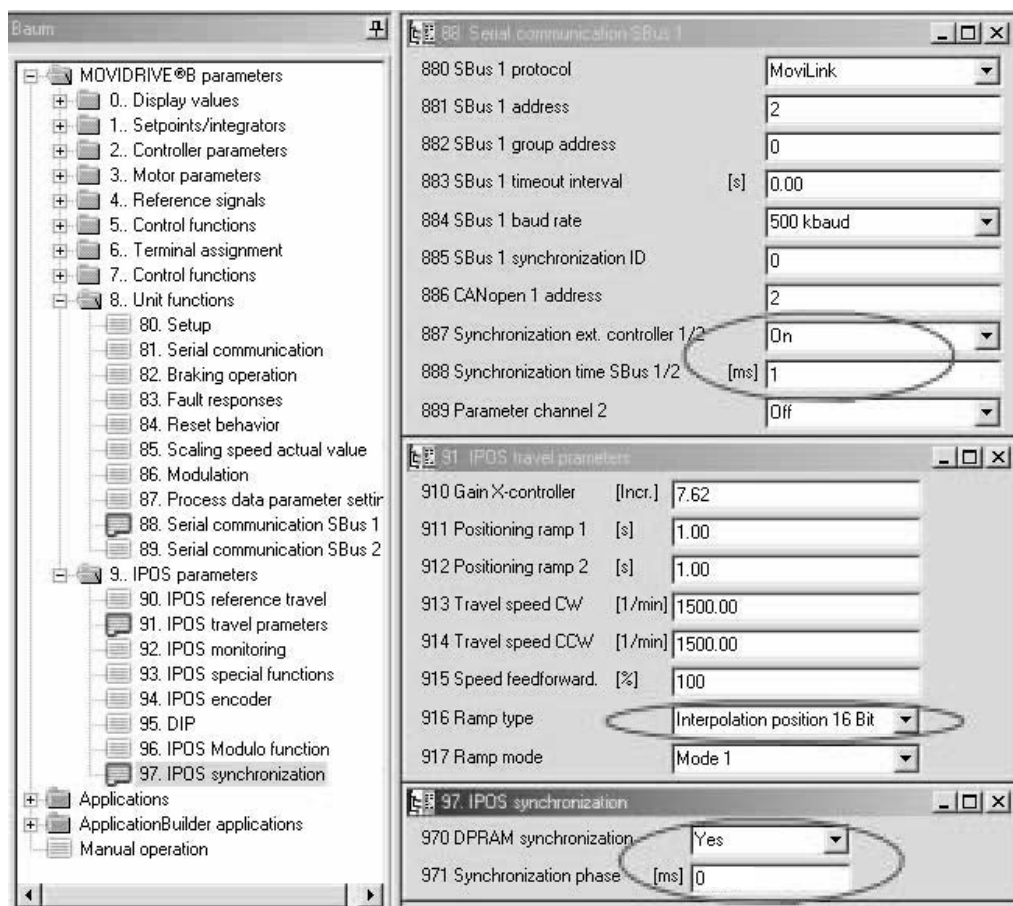 Baum
MOVIDRIVE®B parameters
0.. Display values
1.. Setpoints/integrators
2.. Controller parameters
3.. Motor parameters
4.. Reference signals
5.. Control functions
6.. Terminal assignment
7.. Control functions
8.. Unit functions
80. Setup
81. Serial communication
82. Braking operation
83. Fault responses
84. Reset behavior
85. Scaling speed actual value
86. Modulation
87. Process data parameter settin
88. Serial communication SBus 1
89. Serial communication SBus 2
9.. IPOS parameters
90. IPOS reference travel
91. IPOS travel prameters
92. IPOS monitoring
93. IPOS special functions
94. IPOS encoder
95. DIP
96. IPOS Modulo function
97. IPOS synchronization
Applications
ApplicationBuilder applications
Manual operation
88. Serial communication SBus 1
880 SBus 1 protocol MoviLink
881 SBus 1 address 2
882 SBus 1 group address 0
883 SBus 1 timeout interval [s] 0.00
884 SBus 1 baud rate 500 kbaud
885 SBus 1 synchronization ID 0
886 CANopen 1 address 2
887 Synchronization ext. controller 1/2 On
888 Synchronization time SBus 1/2 [ms] 1
889 Parameter channel 2 Off
91. IPOS travel prameters
910 Gain X-controller [Incr.] 7.62
911 Positioning ramp 1 [s] 1.00
912 Positioning ramp 2 [s] 1.00
913 Travel speed CW [1/min] 1500.00
914 Travel speed CCW [1/min] 1500.00
915 Speed feedforward. [%] 100
916 Ramp type Interpolation position 16 Bit
917 Ramp mode Mode 1
97. IPOS synchronization
970 DPRAM synchronization Yes
971 Synchronization phase [ms] 0